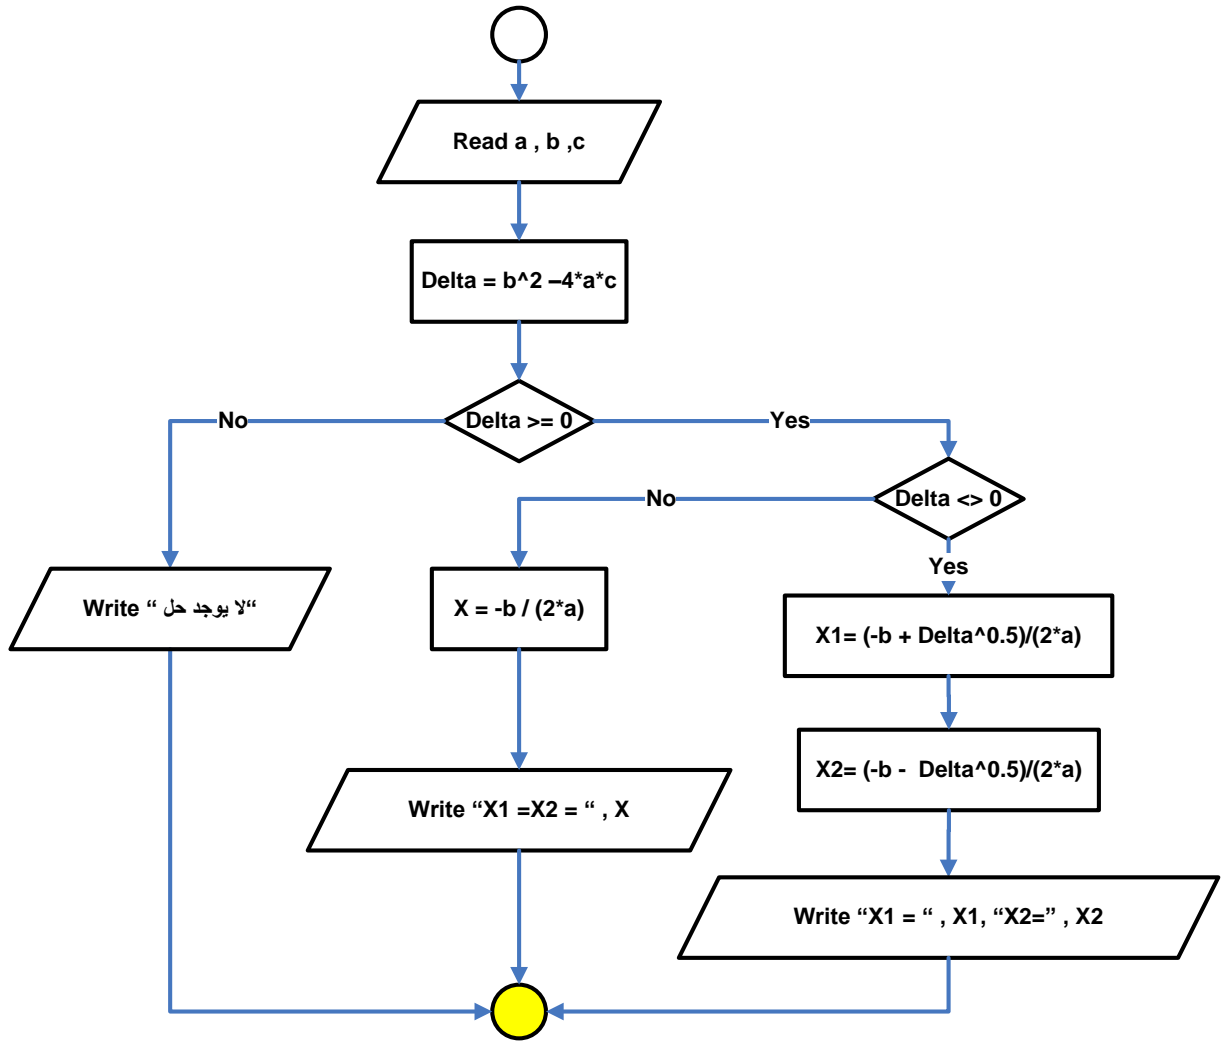 Read a , b ,c
Delta = b^2 –4*a*c
Delta >= 0
No
Yes
Delta <> 0
No
Yes
Write “ لا يوجد حل“
X = -b / (2*a)
X1= (-b + Delta^0.5)/(2*a)
X2= (-b -  Delta^0.5)/(2*a)
Write “X1 =X2 = “ , X
Write “X1 = “ , X1, “X2=” , X2